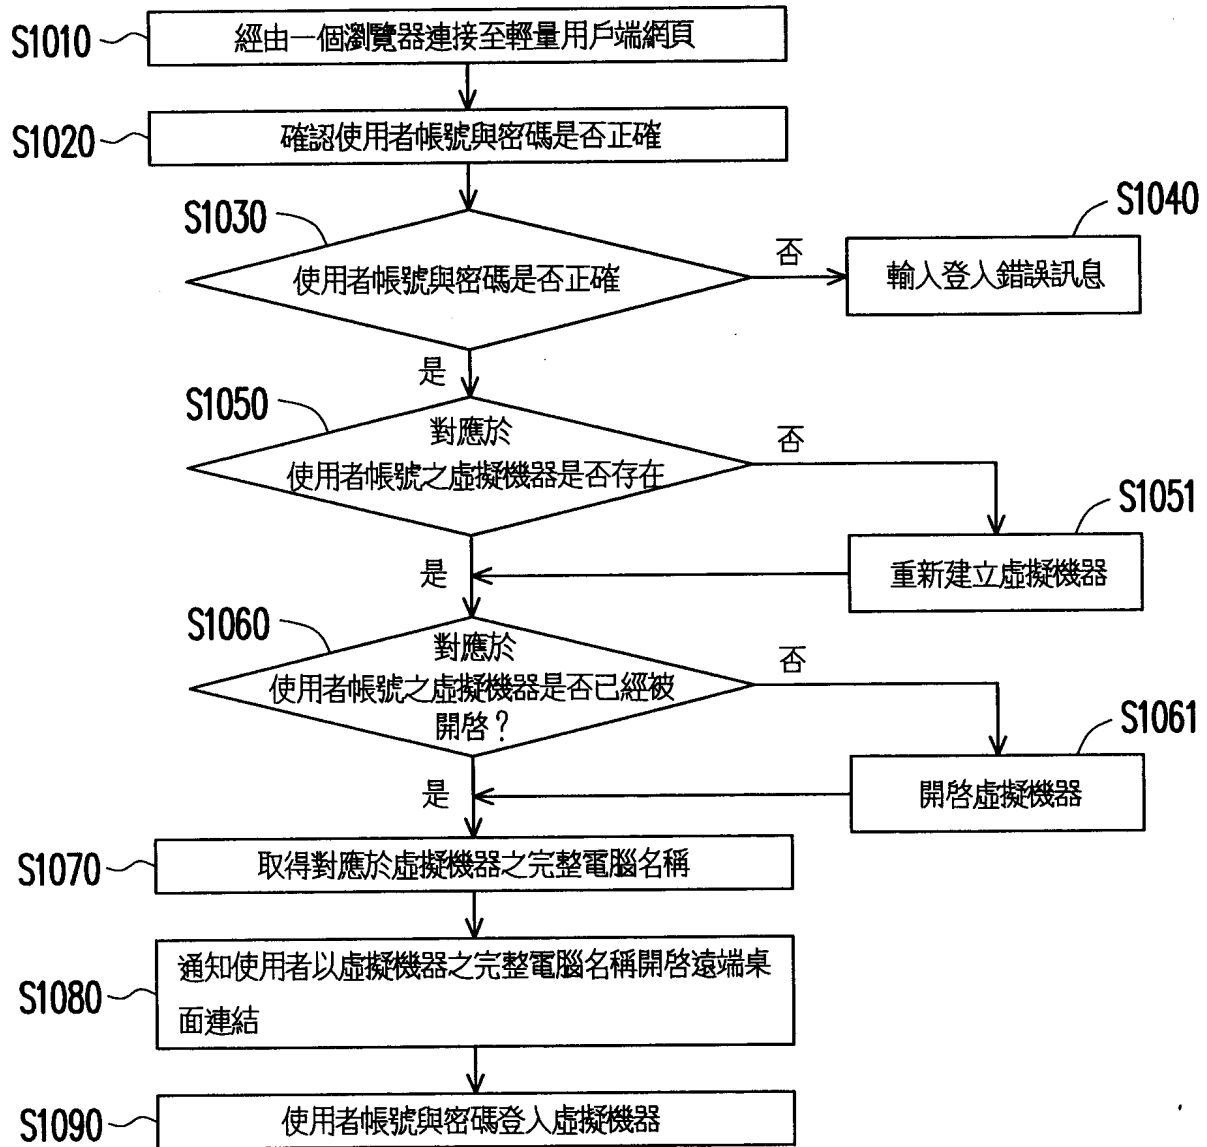 S1010
經由一個瀏覽器連接至輕量用戶端網頁
S1020
確認使用者帳號與密碼是否正確
S1030
使用者帳號與密碼是否正確
否
S1040
輸入登入錯誤訊息
是
S1050
對應於
使用者帳號之虛擬機器是否存在
否
S1051
重新建立虛擬機器
是
S1060
對應於
使用者帳號之虛擬機器是否已經被
開啓？
否
S1061
開啓虛擬機器
是
S1070
取得對應於虛擬機器之完整電腦名稱
S1080
通知使用者以虛擬機器之完整電腦名稱開啓遠端桌
面連結
S1090
使用者帳號與密碼登入虛擬機器